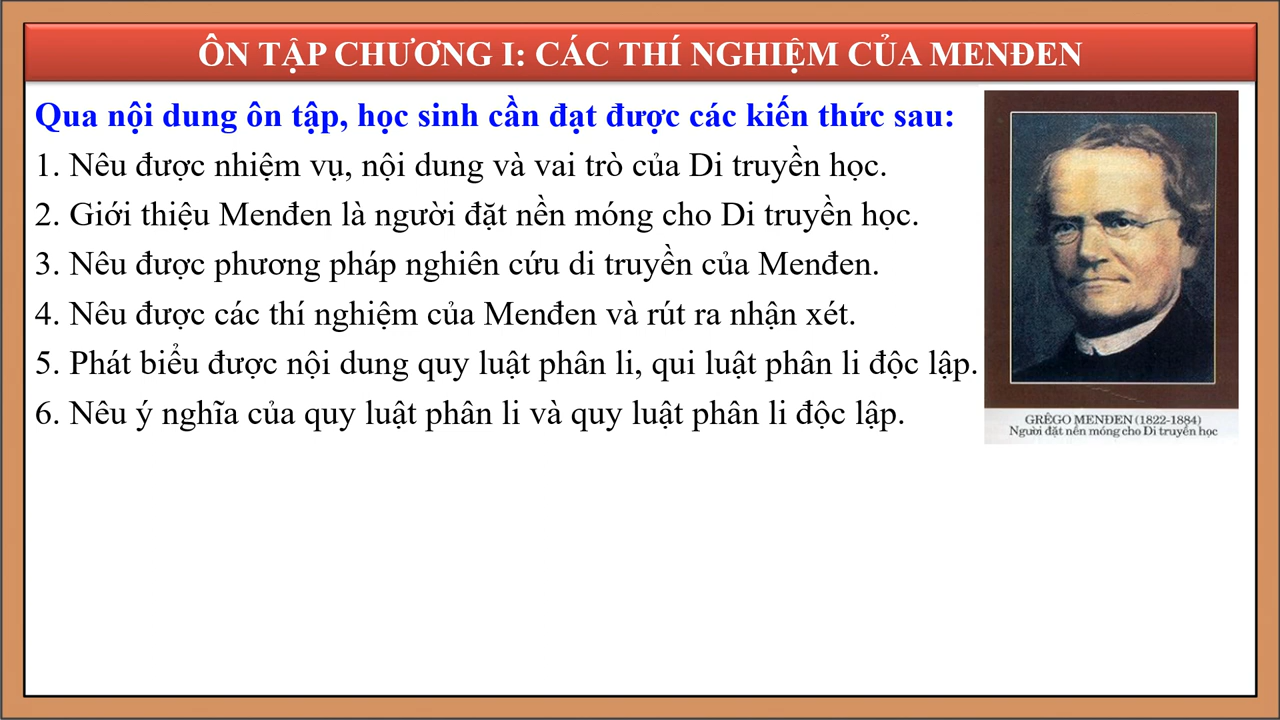 ÔN TẬP CHƯƠNG I: CÁC THÍ NGHIỆM CỦA MENĐEN
Qua nội dung ôn tập, học sinh cần đạt được các kiến thức sau:
1. Nêu được nhiệm vụ, nội dung và vai trò của Di truyền học.
2. Giới thiệu Menđen là người đặt nền móng cho Di truyền học.
3. Nêu được phương pháp nghiên cứu di truyền của Menđen.
4. Nêu được các thí nghiệm của Menđen và rút ra nhận xét.
5. Phát biểu được nội dung quy luật phân li, qui luật phân li độc lập.
6. Nêu ý nghĩa của quy luật phân li và quy luật phân li độc lập.
GRÊGO MENĐEN (1822-1884)
Người đặt nền móng cho Di truyền học